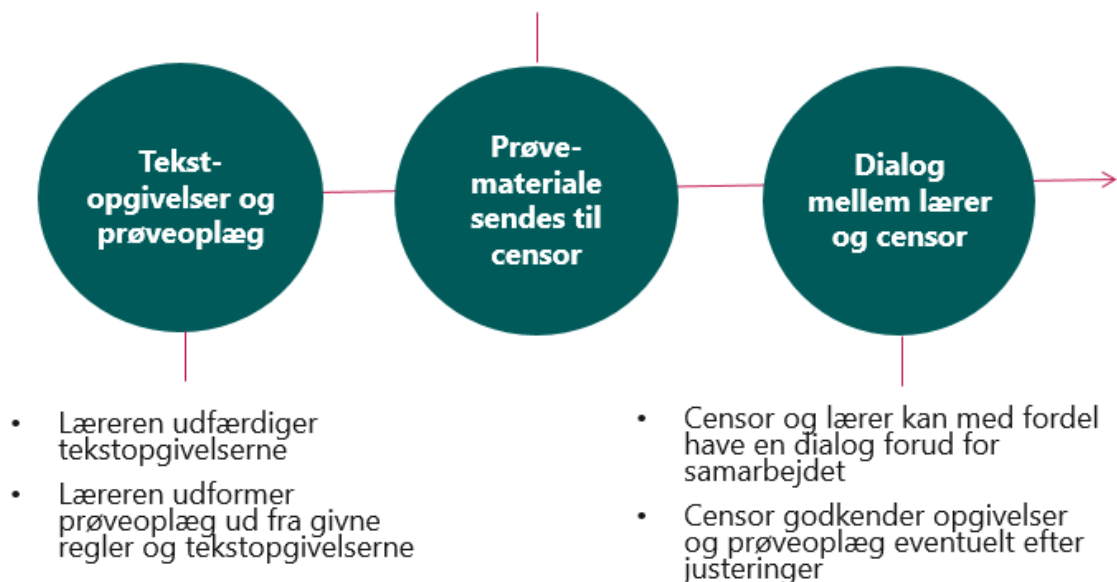 Tekst-
opgivelser og
prøveoplæg
Prøve-
materiale
sendes til
censor
Dialog
mellem lærer
og censor
• Læreren udfærdiger
tekstopgivelserne
• Læreren udformer
prøveoplæg ud fra givne
regler og tekstopgivelserne
• Censor og lærer kan med fordel
have en dialog forud for
samarbejdet
• Censor godkender opgivelser
og prøveoplæg eventuelt efter
justeringer